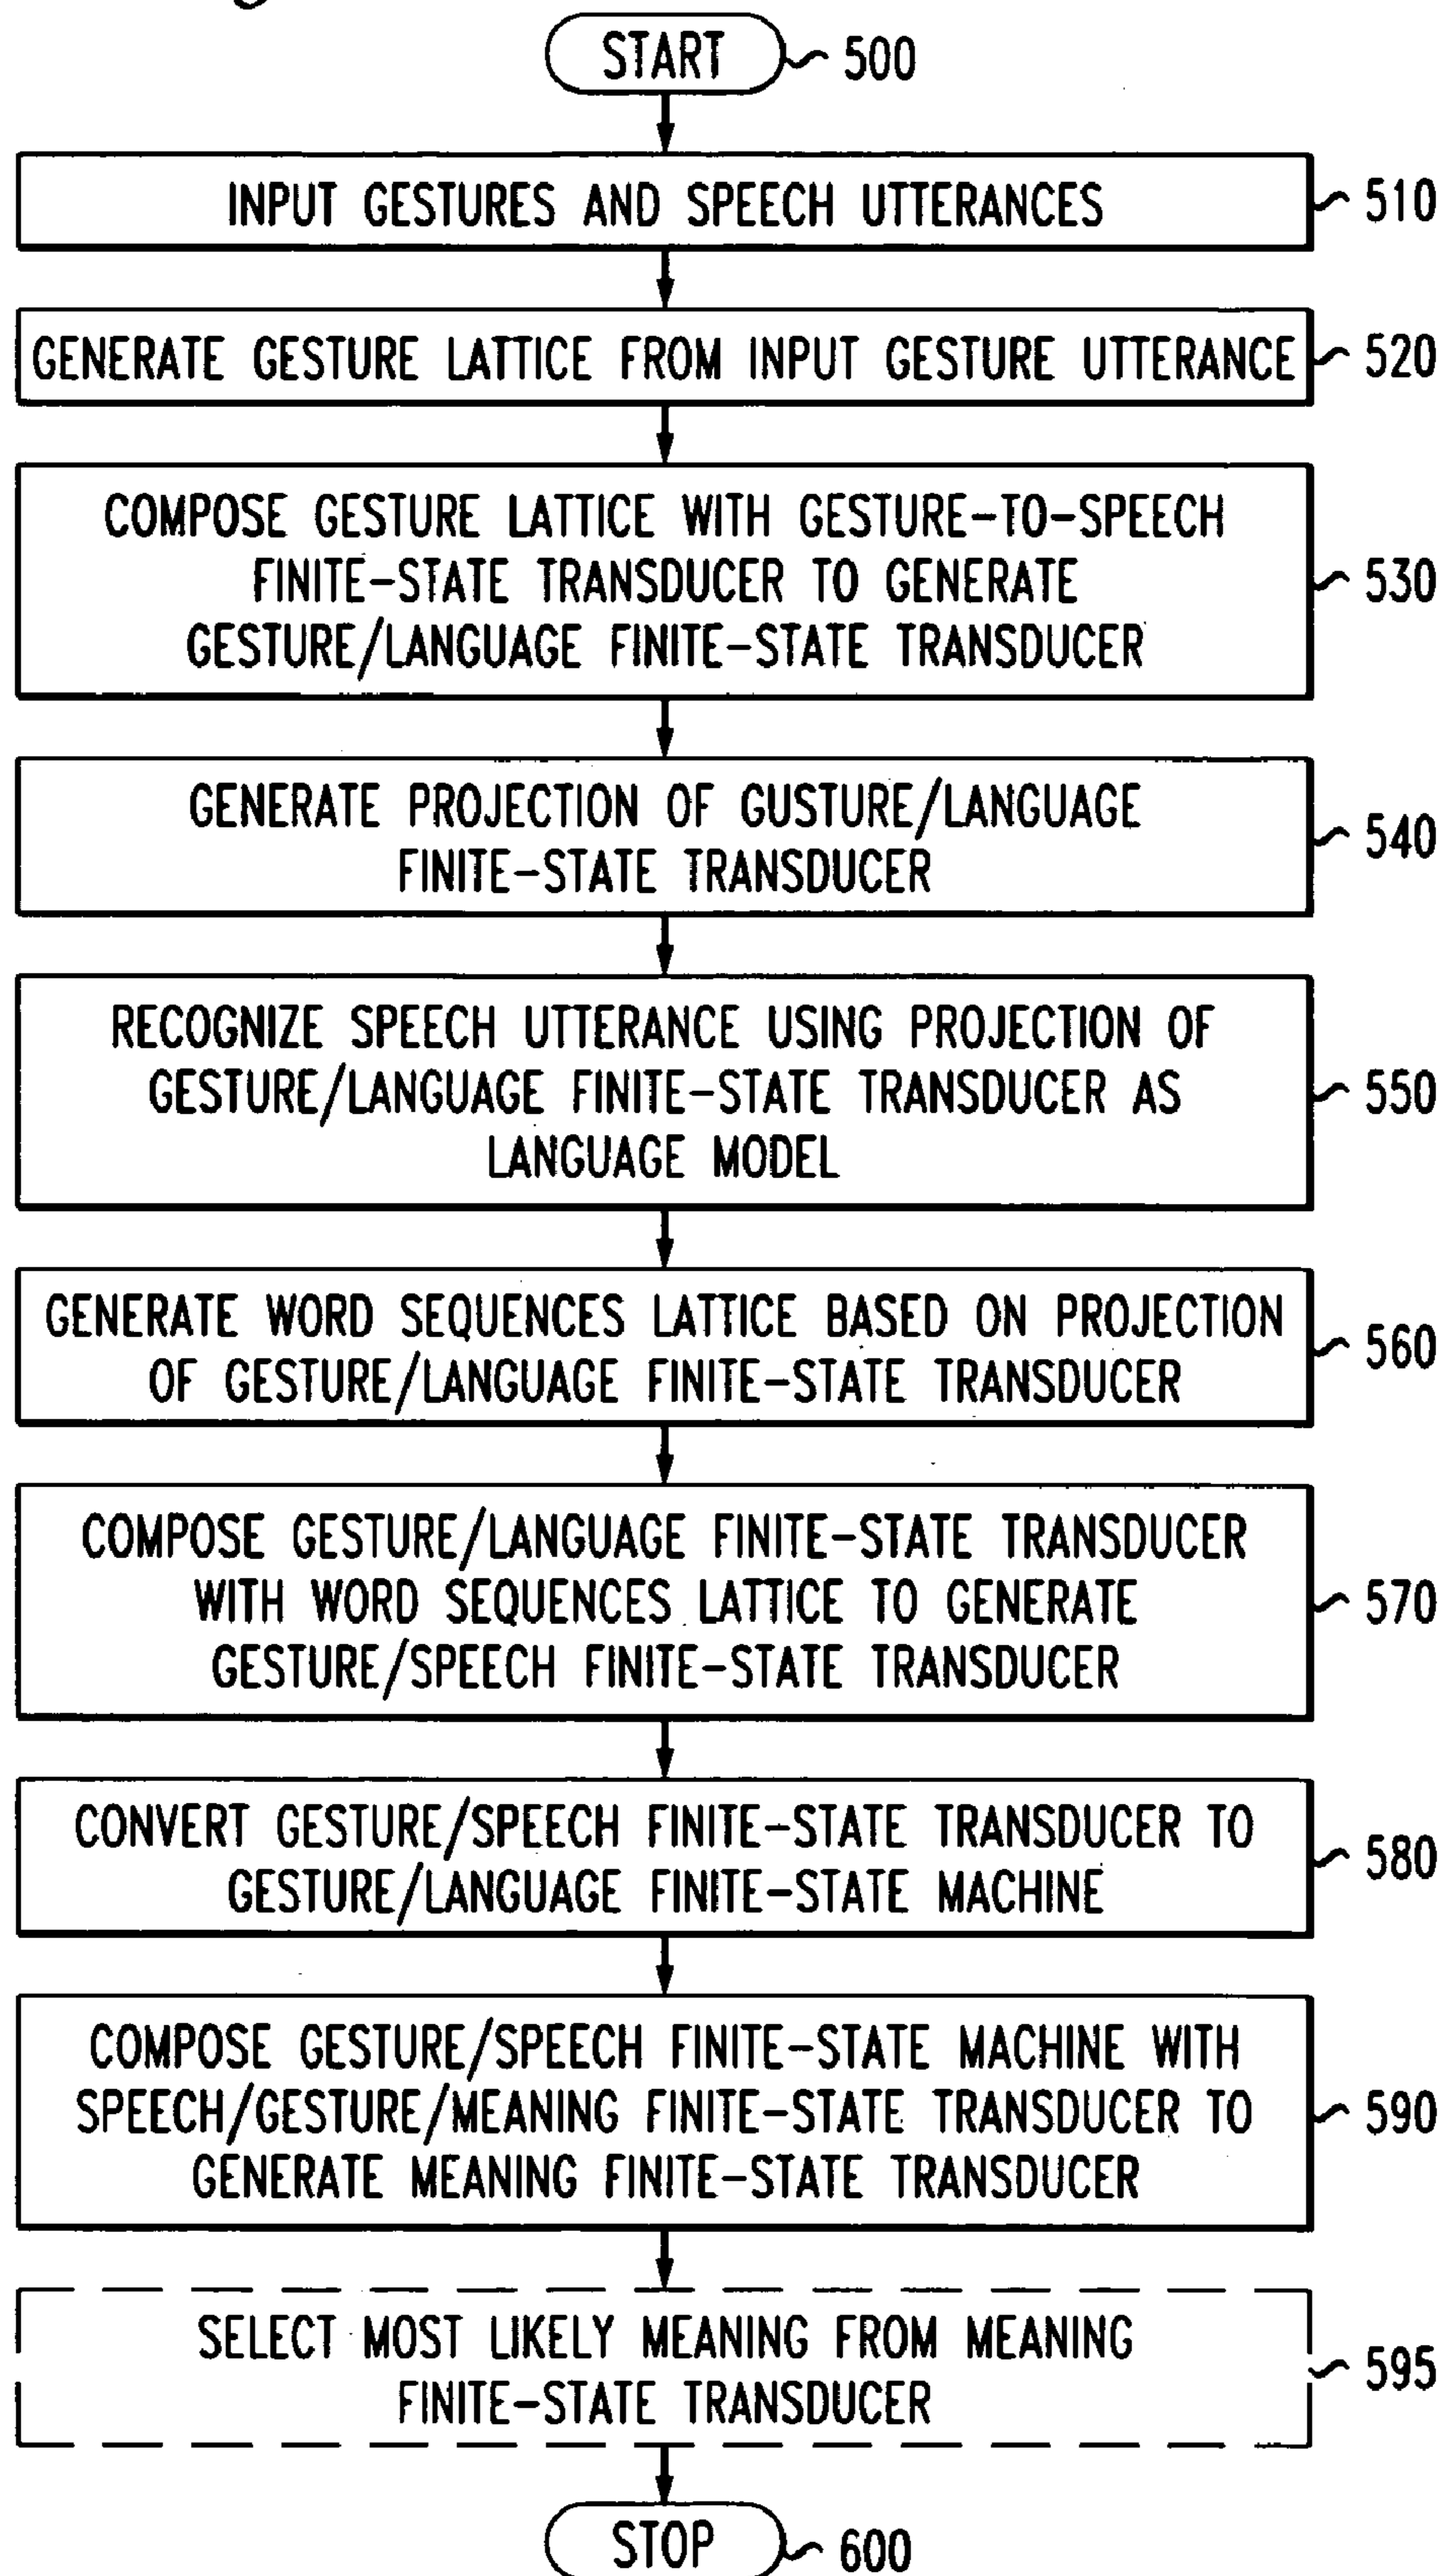 START
500
INPUT GESTURES AND SPEECH UTTERANCES
510
GENERATE GESTURE LATTICE FROM INPUT GESTURE UTTERANCE
520
COMPOSE GESTURE LATTICE WITH GESTURE-TO-SPEECH
FINITE-STATE TRANSDUCER TO GENERATE
GESTURE/LANGUAGE FINITE-STATE TRANSDUCER
530
GENERATE PROJECTION OF GUSTURE/LANGUAGE
FINITE-STATE TRANSDUCER
540
RECOGNIZE SPEECH UTTERANCE USING PROJECTION OF
GESTURE/LANGUAGE FINITE-STATE TRANSDUCER AS
LANGUAGE MODEL
550
GENERATE WORD SEQUENCES LATTICE BASED ON PROJECTION
OF GESTURE/LANGUAGE FINITE-STATE TRANSDUCER
560
COMPOSE GESTURE/LANGUAGE FINITE-STATE TRANSDUCER
WITH WORD SEQUENCES LATTICE TO GENERATE
GESTURE/SPEECH FINITE-STATE TRANSDUCER
570
CONVERT GESTURE/SPEECH FINITE-STATE TRANSDUCER TO
GESTURE/LANGUAGE FINITE-STATE MACHINE
580
COMPOSE GESTURE/SPEECH FINITE-STATE MACHINE WITH
SPEECH/GESTURE/MEANING FINITE-STATE TRANSDUCER TO
GENERATE MEANING FINITE-STATE TRANSDUCER
590
SELECT MOST LIKELY MEANING FROM MEANING
FINITE-STATE TRANSDUCER
595
STOP
600